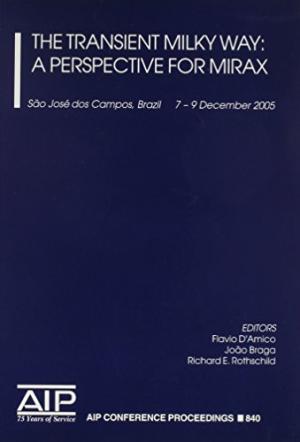 THE TRANSIENT MILKY WAY:
A PERSPECTIVE FOR MIRAX
São José dos Campos, Brazil 7 – 9 December 2005
EDITORS
Flavio D'Amico
João Braga
Richard E. Rothschild
AIP
75 Years of Service
AIP CONFERENCE PROCEEDINGS ■ 840